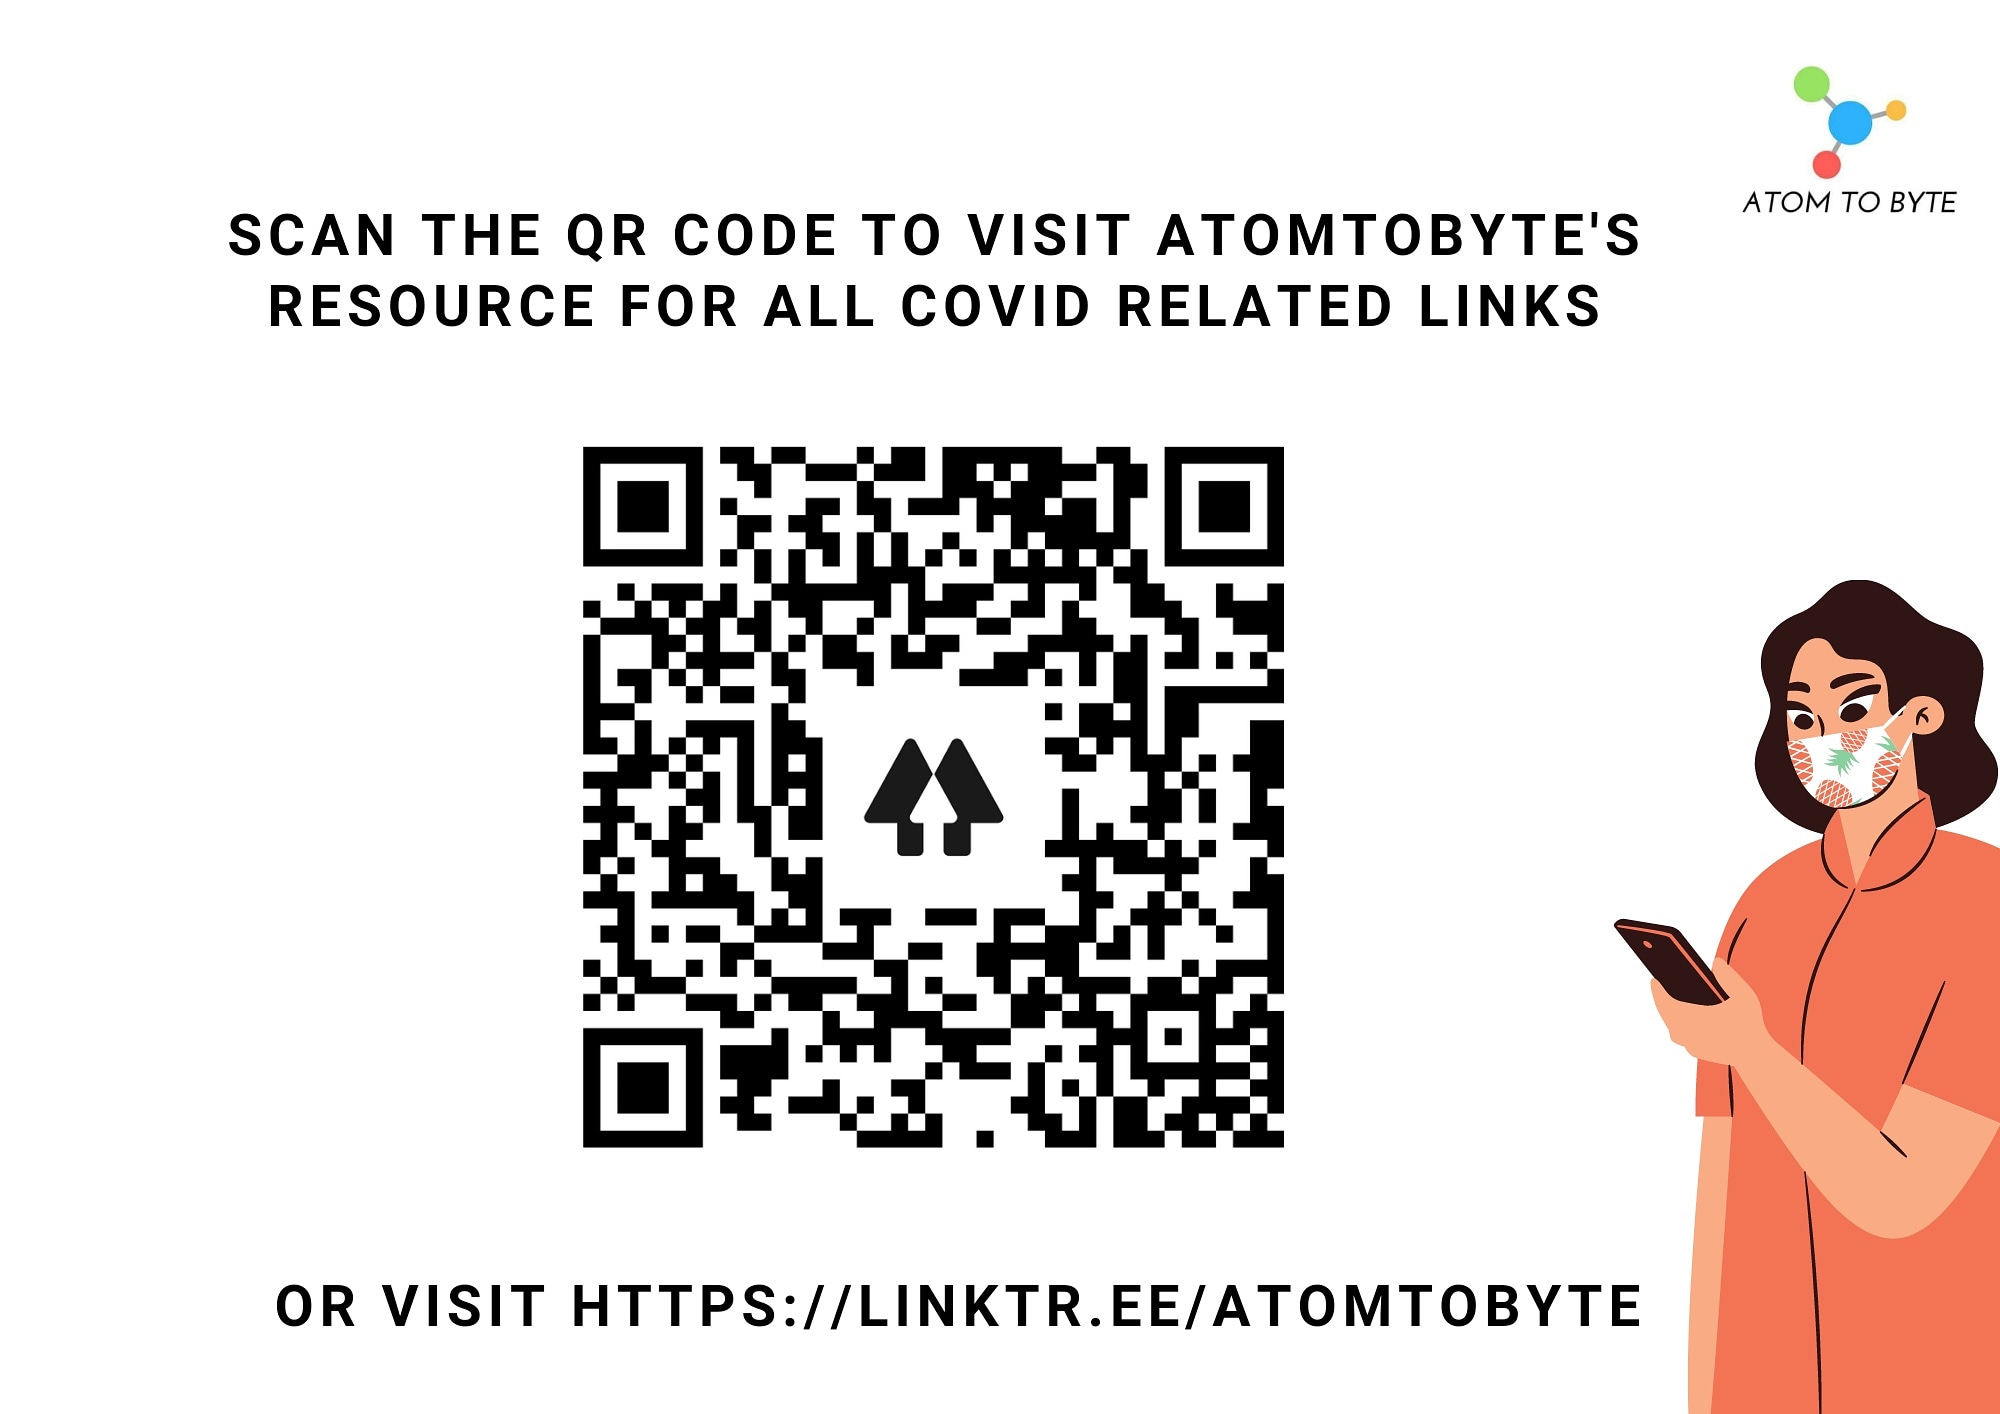 ATOM TO BYTE
SCAN THE QR CODE TO VISIT ATOMTOBYTE'S
RESOURCE FOR ALL COVID RELATED LINKS
OR VISIT HTTPS://LINKTR.EE/ATOMTOBYTE